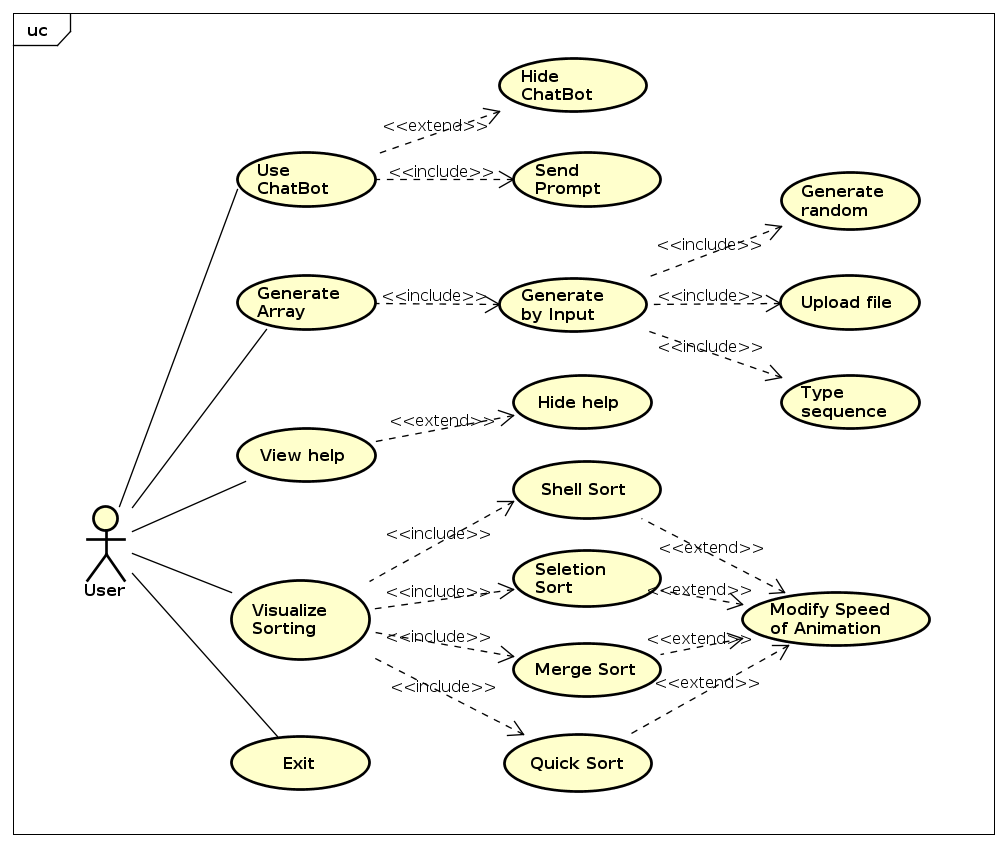 uc
Hide
ChatBot
<<extend>>
Use
ChatBot
<<include>>
Send
Prompt
Generate
random
<<include>>
Generate
Array
<<include>>
Generate
by Input
<<include>>
Upload file
<<include>>
Type
sequence
View help
<<extend>>
Hide help
Shell Sort
<<include>>
<<extend>>
User
Visualize
Sorting
<<include>>
Seletion
Sort
<<extend>>
Modify Speed
of Animation
<<include>>
Merge Sort
<<extend>>
<<include>>
<<extend>>
Exit
Quick Sort